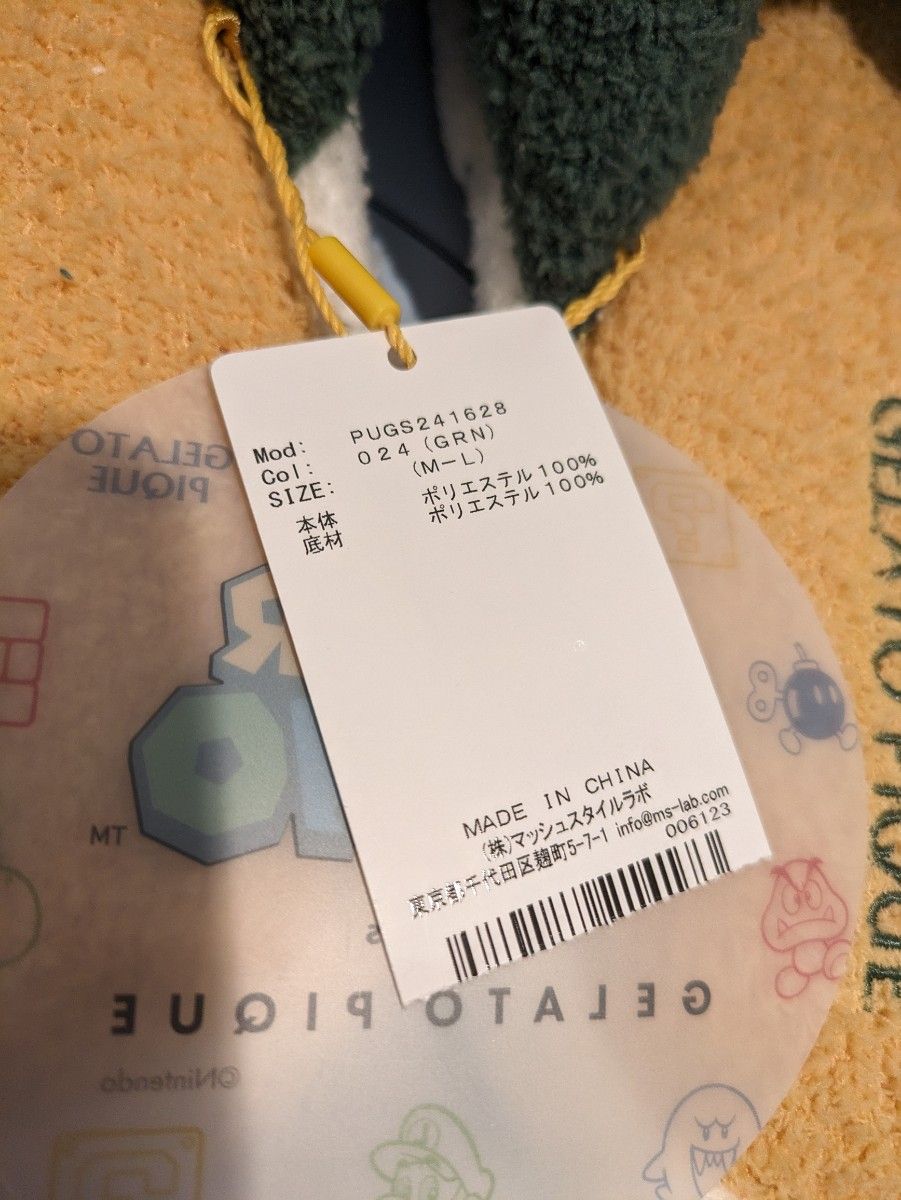 Mod: PUGS241628
Col: 024 (GRN)
SIZE: (M-L)
本体 ポリエステル100%
底材 ポリエステル100%
MADE IN CHINA
(株)マッシュスタイルラボ
東京都千代田区麹町5-7-1 info@ms-lab.com
006123
GELATO
PIQUE
TM
GELATO PIQUE
©Nintendo
GELATO PIQUE